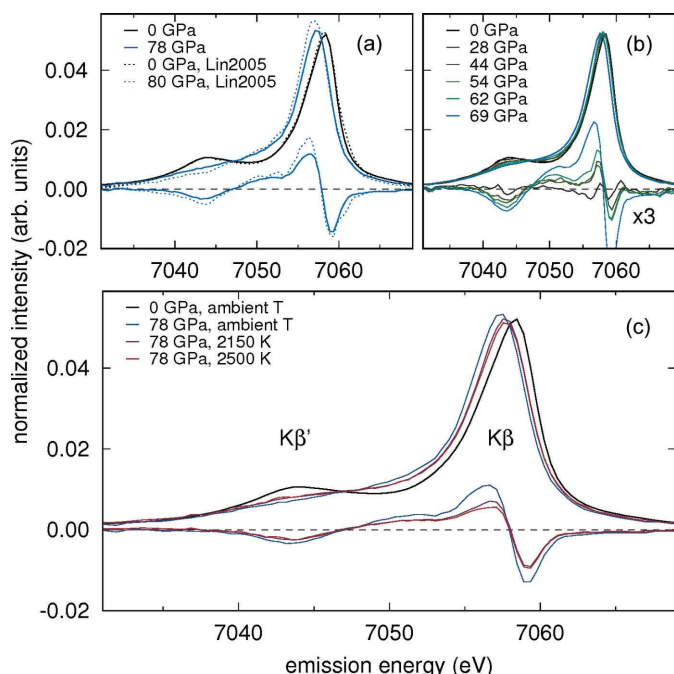 (a)
0 GPa
78 GPa
0 GPa, Lin2005
80 GPa, Lin2005
0.04
0.02
0.00
-0.02
7040 7050 7060
(b)
0 GPa
28 GPa
44 GPa
54 GPa
62 GPa
69 GPa
x3
7040 7050 7060
normalized intensity (arb. units)
(c)
0 GPa, ambient T
78 GPa, ambient T
78 GPa, 2150 K
78 GPa, 2500 K
Kβ'
Kβ
0.04
0.02
0.00
-0.02
7040 7050 7060
emission energy (eV)